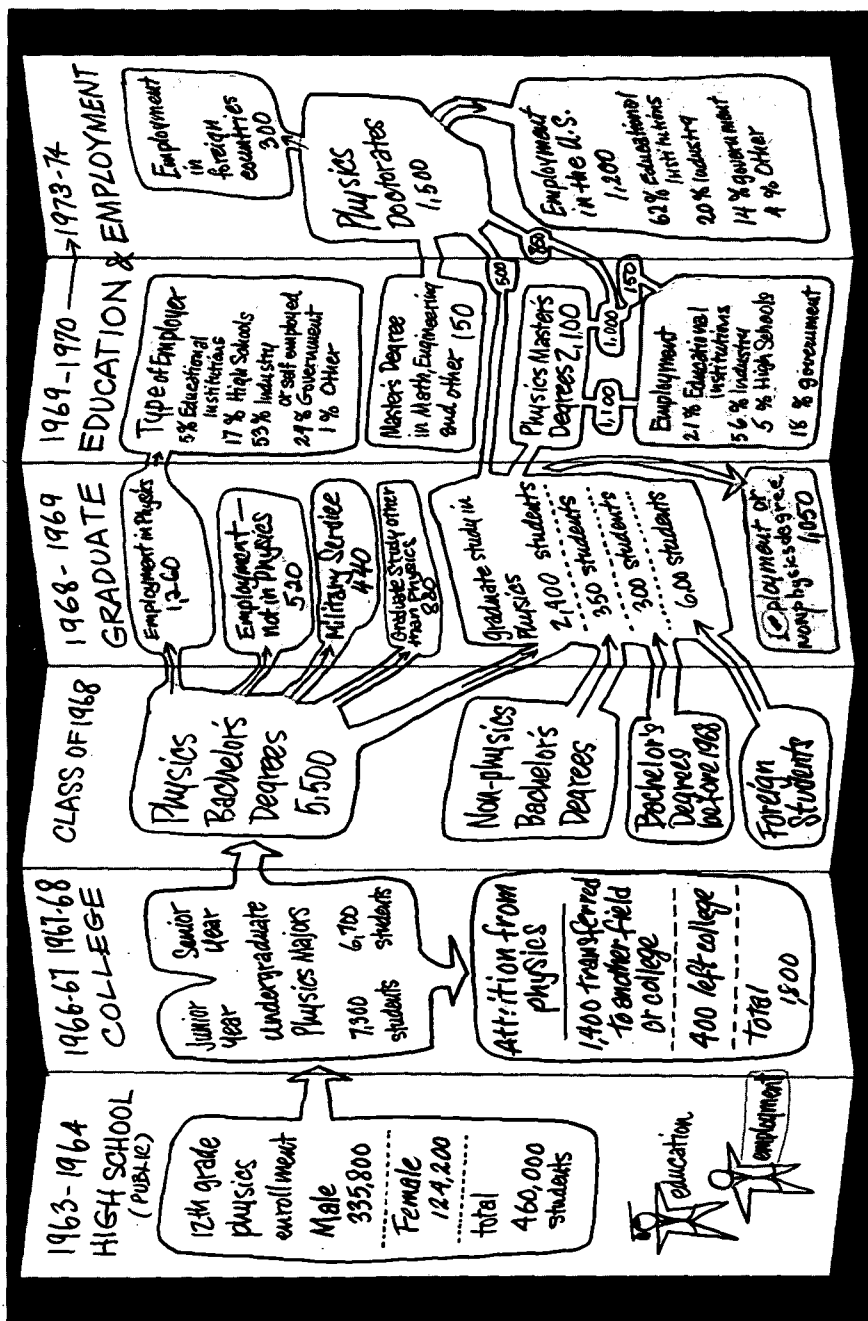 1963-1964
HIGH SCHOOL
(PUBLIC)
12th grade
physics
enrollment
Male
335,800
Female
124,200
total
460,000
students
education
employment
1966-67 1967-68
COLLEGE
Junior
Year
Senior
Year
Undergraduate
Physics Majors
7,300
students
6,700
students
Attrition from
physics
1,400 transferred
to another field
or college
400 left college
total
1,800
CLASS OF 1968
Physics
Bachelor's
Degrees
5,500
Non-physics
Bachelor's
Degrees
Bachelor's
Degrees
before 1968
Foreign
Students
1968-1969
GRADUATE
Employment in Physics
1,260
Employment —
not in Physics
520
Military Service
440
Graduate Study other
than Physics
880
graduate study in
Physics
2,400 students
350 students
300 students
600 students
ployment or
nonphysics degree
1,050
1969-1970 → 1973-74
EDUCATION & EMPLOYMENT
Type of Employer
5% Educational
Institutions
17% High Schools
53% Industry
or self employed
24% Government
1% Other
Master's Degree
in Math, Engineering
and other 150
Physics Master's
Degrees 2,100
1,100
1,000
150
500
850
Employment
21% Educational
Institutions
56% Industry
5% High Schools
18% government
Employment
in
foreign
countries
300
Physics
Doctorates
1,500
Employment
in the U.S.
1,200
62% Educational
Institutions
20% Industry
14% government
4% Other